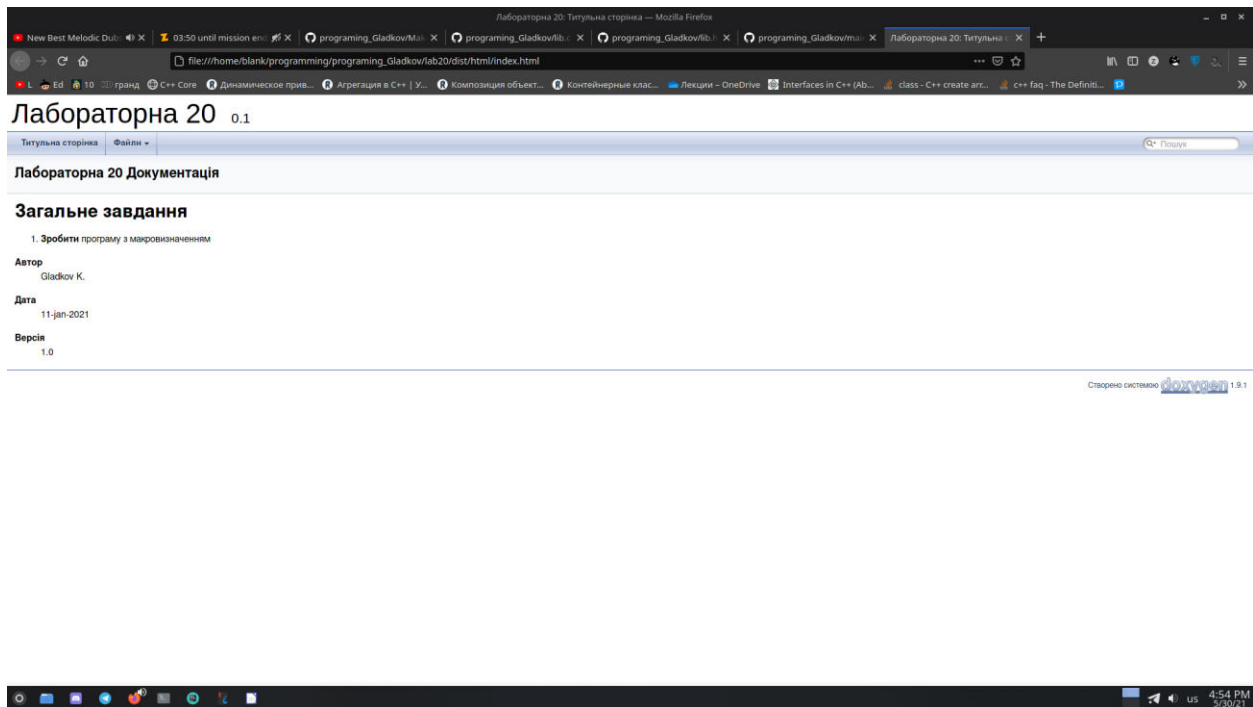 Лабораторна 20: Титульна сторінка — Mozilla Firefox
New Best Melodic Dub
03:50 until mission end
programing_Gladkov/Mak
programing_Gladkov/lib.c
programing_Gladkov/lib.h
programing_Gladkov/mai
Лабораторна 20: Титульна с
file:///home/blank/programming/programing_Gladkov/lab20/dist/html/index.html
L
Ed
10
гранд
C++ Core
Динамическое прив...
Агрегация в C++ | У...
Композиция объект...
Контейнерные клас...
Лекции – OneDrive
Interfaces in C++ (Ab...
class - C++ create arr...
c++ faq - The Definiti...
Лабораторна 20 0.1
Титульна сторінка
Файли
Пошук
Лабораторна 20 Документація
Загальне завдання
1. Зробити програму з макровизначенням
Автор
Gladkov K.
Дата
11-jan-2021
Версія
1.0
Створено системою doxygen 1.9.1
us
4:54 PM
5/30/21